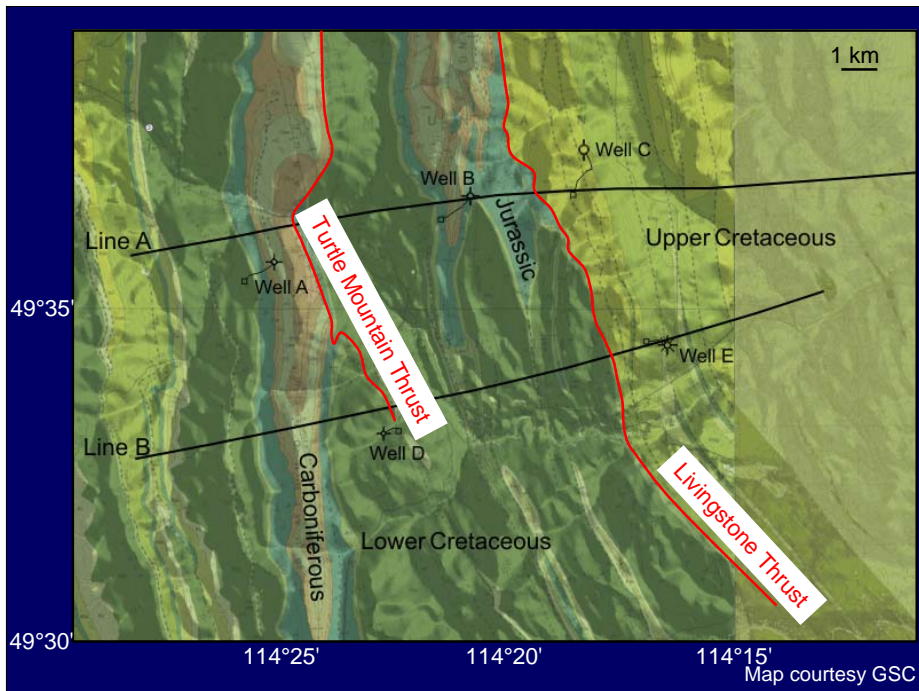 1 km
Well C
Well B
Line A
Turtle Mountain Thrust
Jurassic
Upper Cretaceous
Well A
49°35'
Well E
Line B
Well D
Carboniferous
Livingstone Thrust
Lower Cretaceous
49°30'
114°25'
114°20'
114°15'
Map courtesy GSC